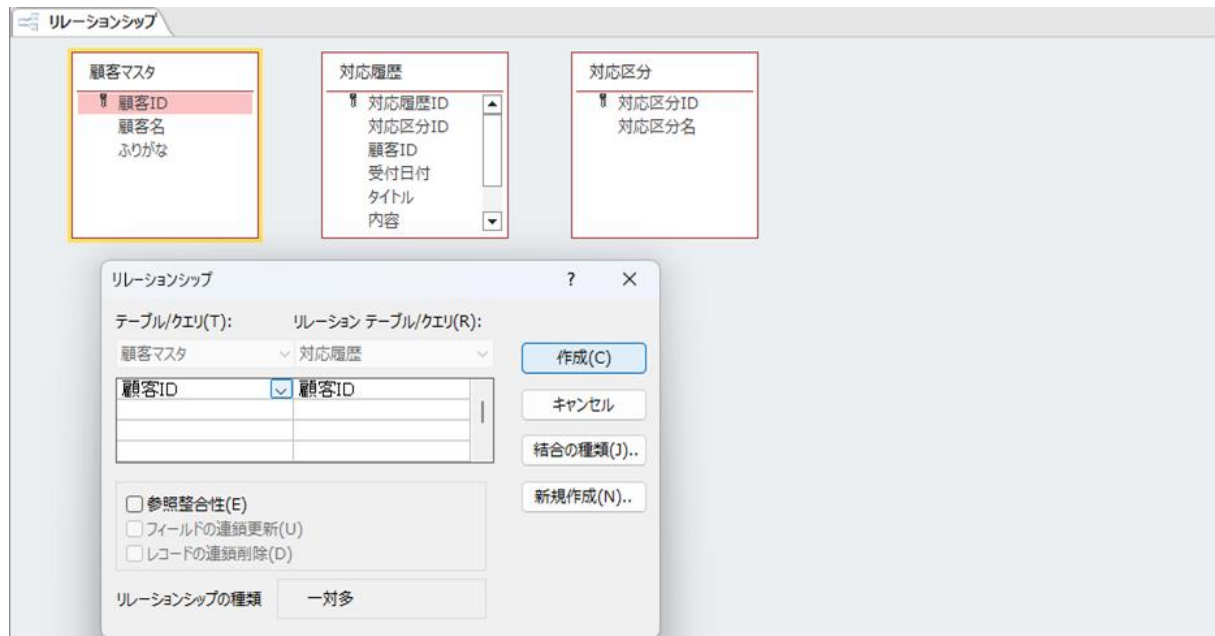 リレーションシップ
顧客マスタ
顧客ID
顧客名
ふりがな
対応履歴
対応履歴ID
対応区分ID
顧客ID
受付日付
タイトル
内容
対応区分
対応区分ID
対応区分名
リレーションシップ ? ×
テーブル/クエリ(T): リレーション テーブル/クエリ(R):
顧客マスタ 対応履歴
顧客ID 顧客ID
作成(C)
キャンセル
結合の種類(J)..
新規作成(N)..
参照整合性(E)
フィールドの連鎖更新(U)
レコードの連鎖削除(D)
リレーションシップの種類 一対多